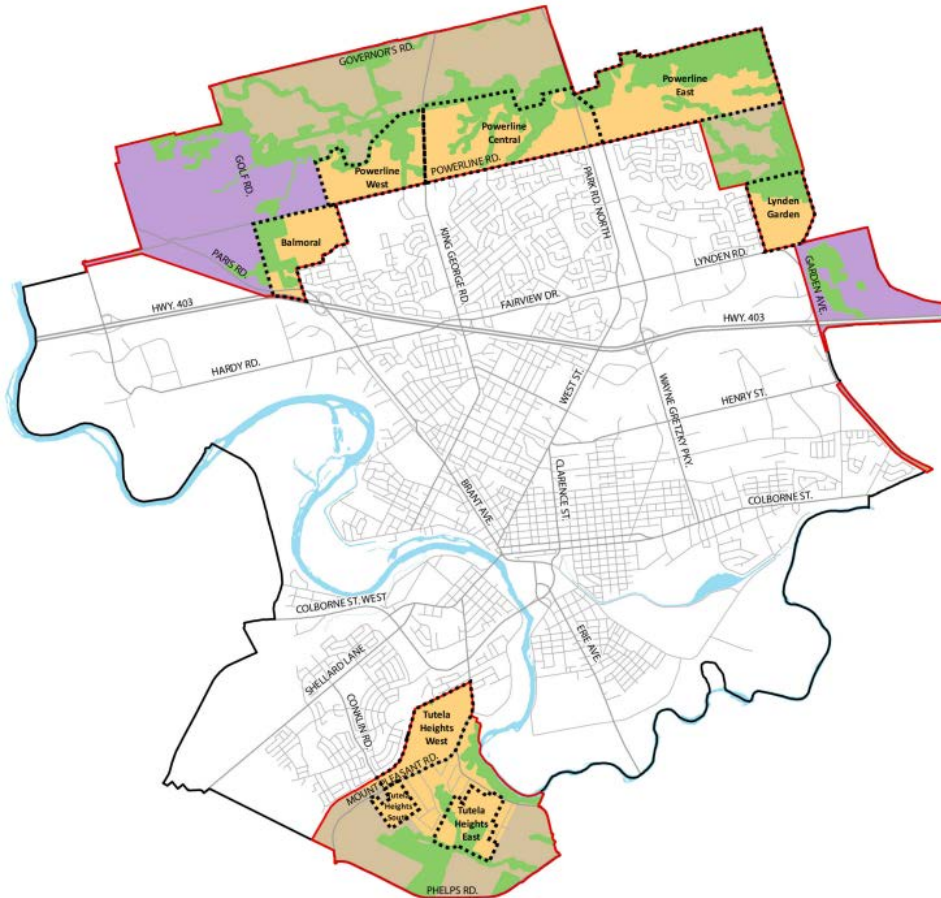 GOVERNOR'S RD.
Powerline
East
Powerline
Central
POWERLINE RD.
Powerline
West
GOLF RD.
PARK RD. NORTH
Lynden
Garden
Balmoral
KING GEORGE RD.
PARIS RD.
LYNDEN RD.
GARDEN AVE.
FAIRVIEW DR.
HWY. 403
HWY. 403
HARDY RD.
WEST ST.
WAYNE GRETZKY PKY.
HENRY ST.
BRANT AVE.
CLARENCE ST.
COLBORNE ST.
COLBORNE ST. WEST
ERIE AVE.
SHELLARD LANE
CONKLIN RD.
Tutela
Heights
West
MOUNT PLEASANT RD.
Tutela
Heights
South
Tutela
Heights
East
PHELPS RD.